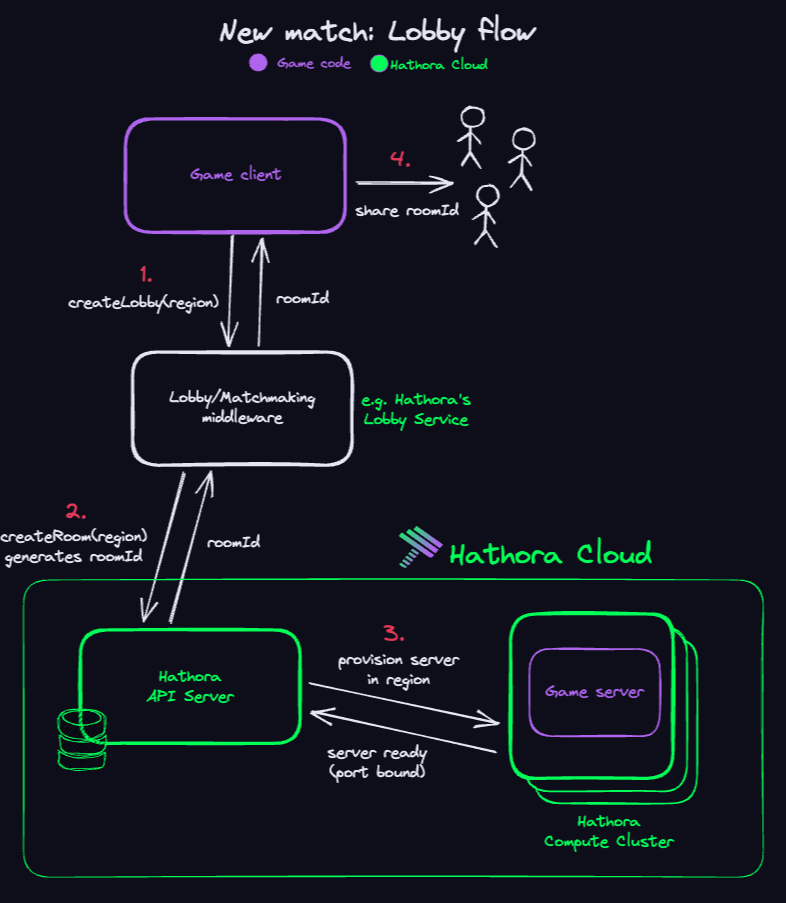 New match: Lobby flow
Game code
Hathora Cloud
Game client
4.
share roomId
1.
createLobby(region)
roomId
Lobby/Matchmaking
middleware
e.g. Hathora's
Lobby Service
2.
createRoom(region)
generates roomId
roomId
Hathora Cloud
Hathora
API Server
3.
provision server
in region
server ready
(port bound)
Game server
Hathora
Compute Cluster